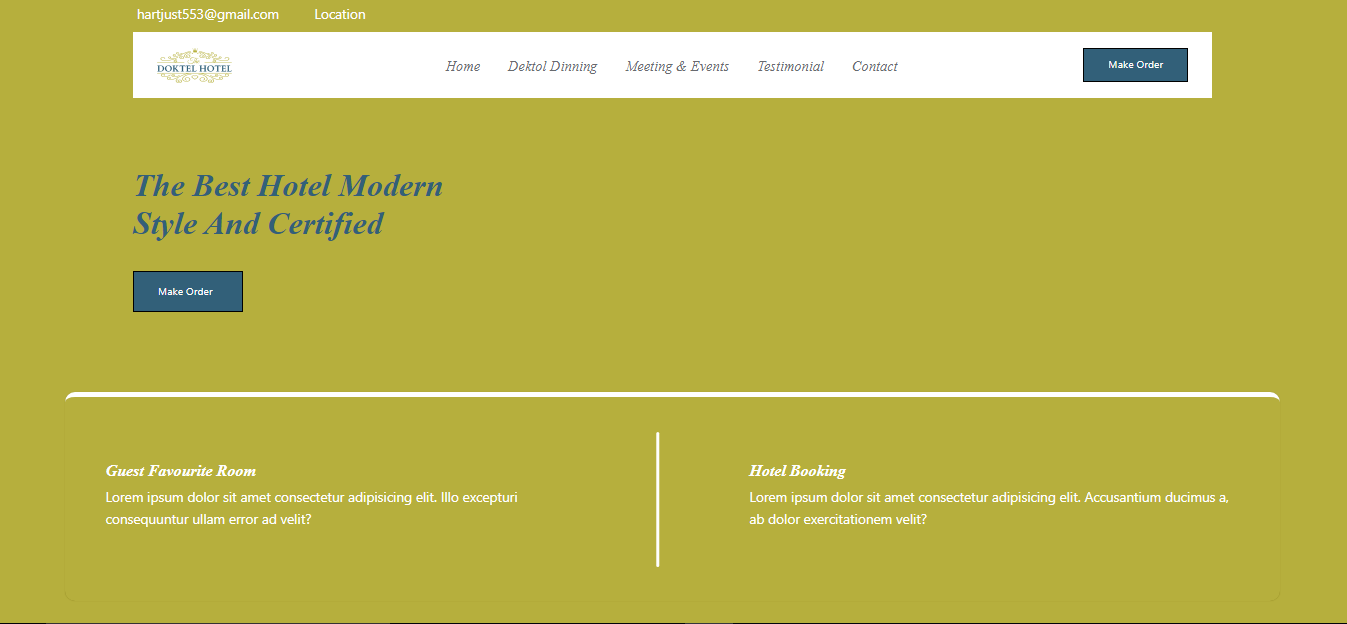 hartjust553@gmail.com Location
DOKTEL HOTEL Home Dektol Dinning Meeting & Events Testimonial Contact Make Order
The Best Hotel Modern
Style And Certified
Make Order
Guest Favourite Room
Lorem ipsum dolor sit amet consectetur adipisicing elit. Illo excepturi
consequuntur ullam error ad velit?
Hotel Booking
Lorem ipsum dolor sit amet consectetur adipisicing elit. Accusantium ducimus a,
ab dolor exercitationem velit?